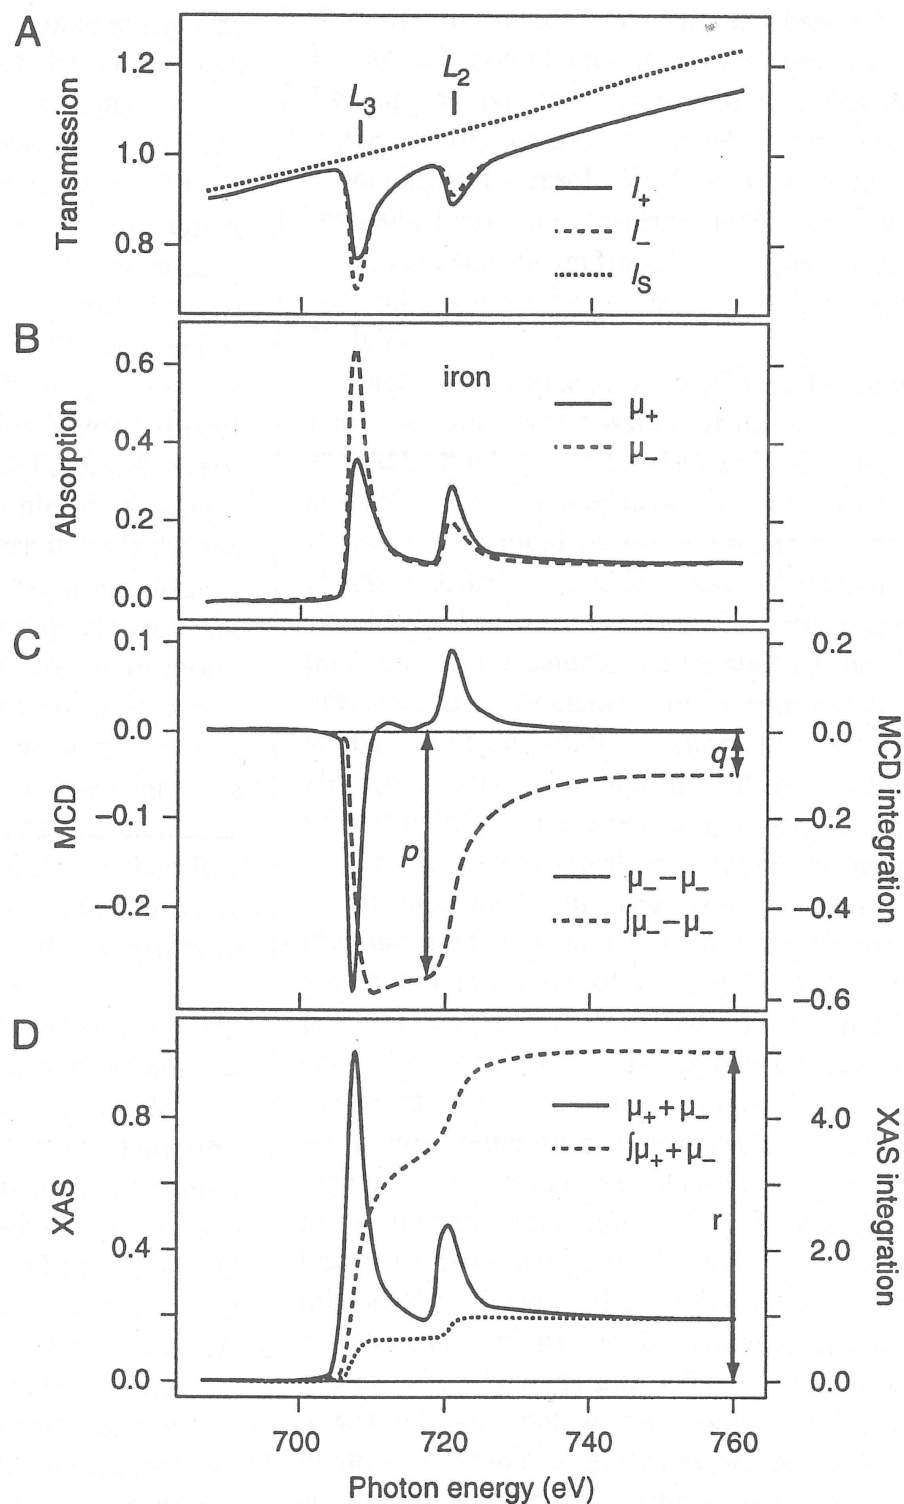 A
Transmission
1.2
1.0
0.8
L3
L2
I+
I−
IS
B
Absorption
0.6
0.4
0.2
0.0
iron
μ+
μ−
C
MCD
0.1
0.0
−0.1
−0.2
p
q
μ− − μ−
∫μ− − μ−
0.2
0.0
−0.2
−0.4
−0.6
MCD integration
D
XAS
0.8
0.4
0.0
μ+ + μ−
∫μ+ + μ−
r
4.0
2.0
0.0
XAS integration
700
720
740
760
Photon energy (eV)